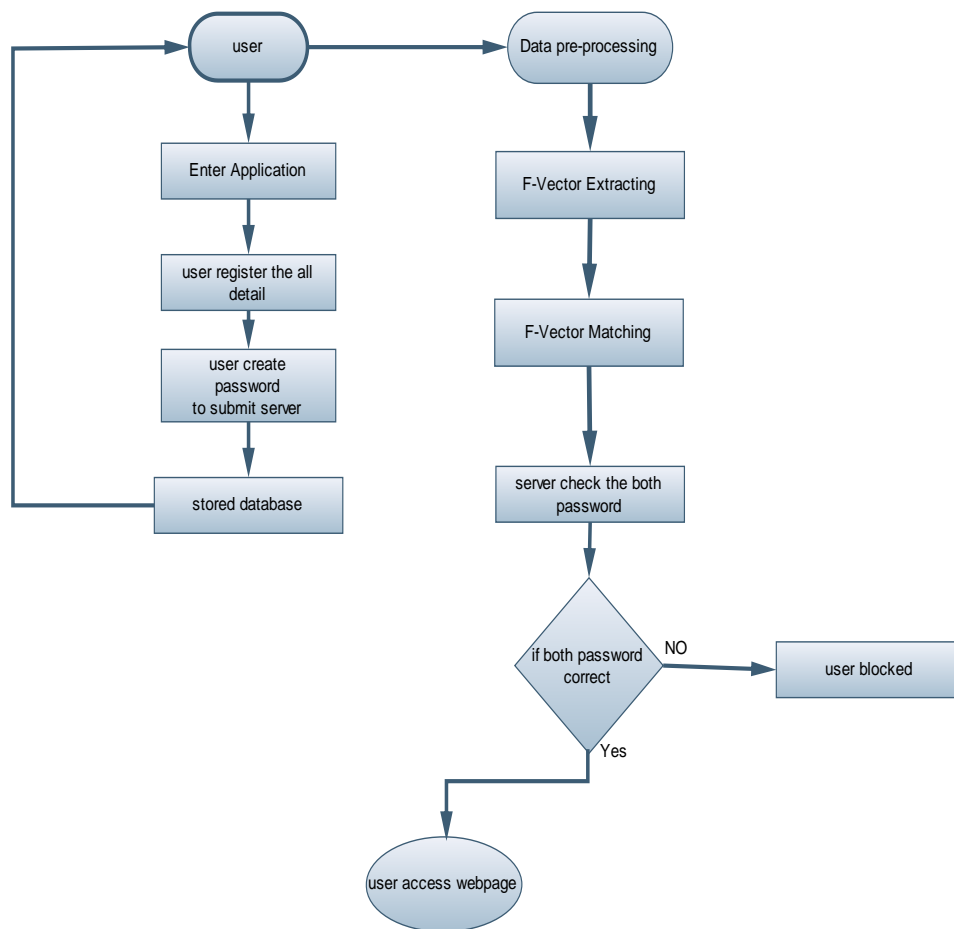 user
Data pre-processing
Enter Application
F-Vector Extracting
user register the all
detail
F-Vector Matching
user create
password
to submit server
stored database
server check the both
password
if both password
correct
NO
user blocked
Yes
user access webpage